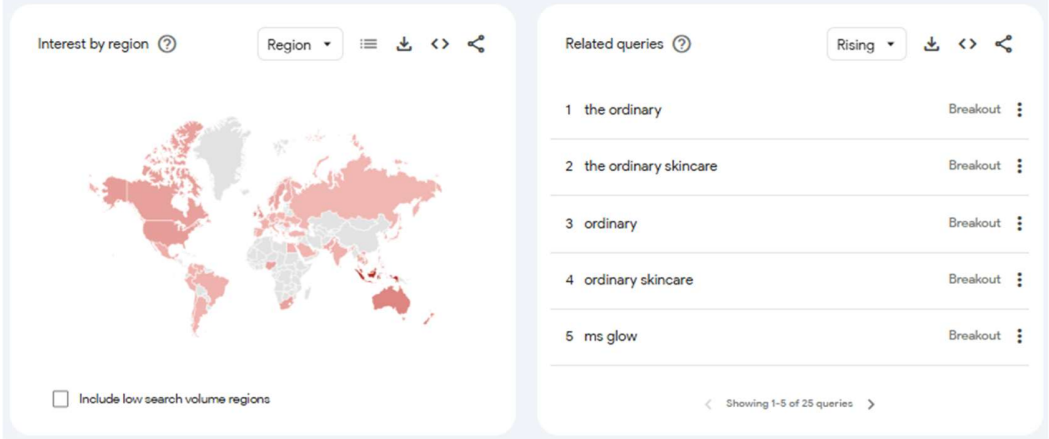 Interest by region
Region
Include low search volume regions
Related queries
Rising
1 the ordinary Breakout
2 the ordinary skincare Breakout
3 ordinary Breakout
4 ordinary skincare Breakout
5 ms glow Breakout
Showing 1-5 of 25 queries